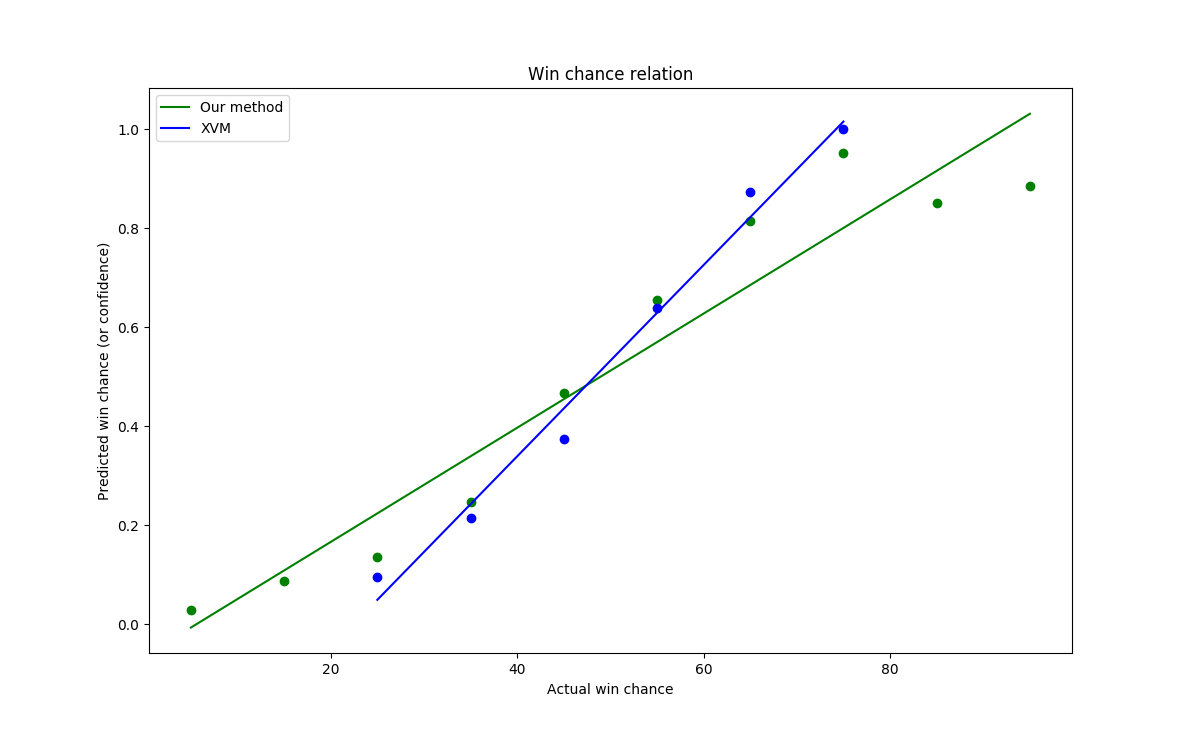 Win chance relation
Our method
XVM
1.0
0.8
0.6
0.4
0.2
0.0
Predicted win chance (or confidence)
20 40 60 80
Actual win chance